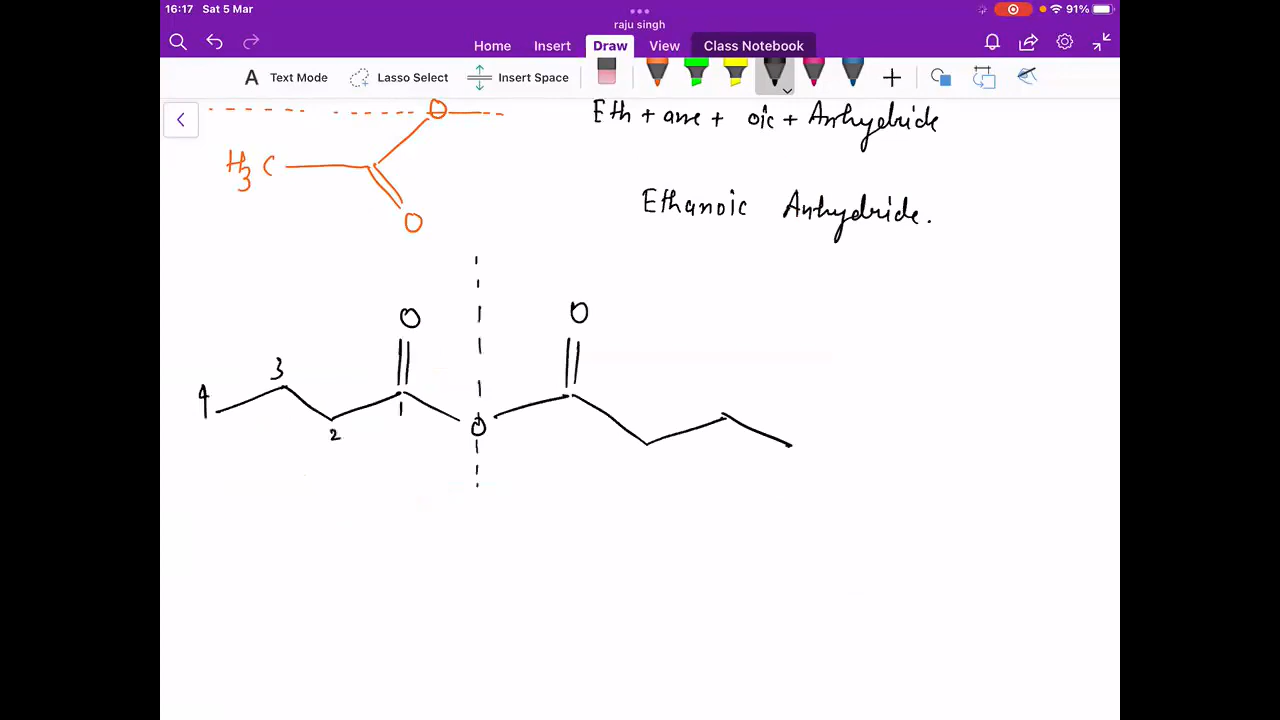 16:17 Sat 5 Mar
91%
raju singh
Home Insert Draw View Class Notebook
A Text Mode Lasso Select Insert Space
O
Eth + ane + oic + Anhydride
H3C
O
Ethanoic Anhydride.
O O
4 3 2 1
O